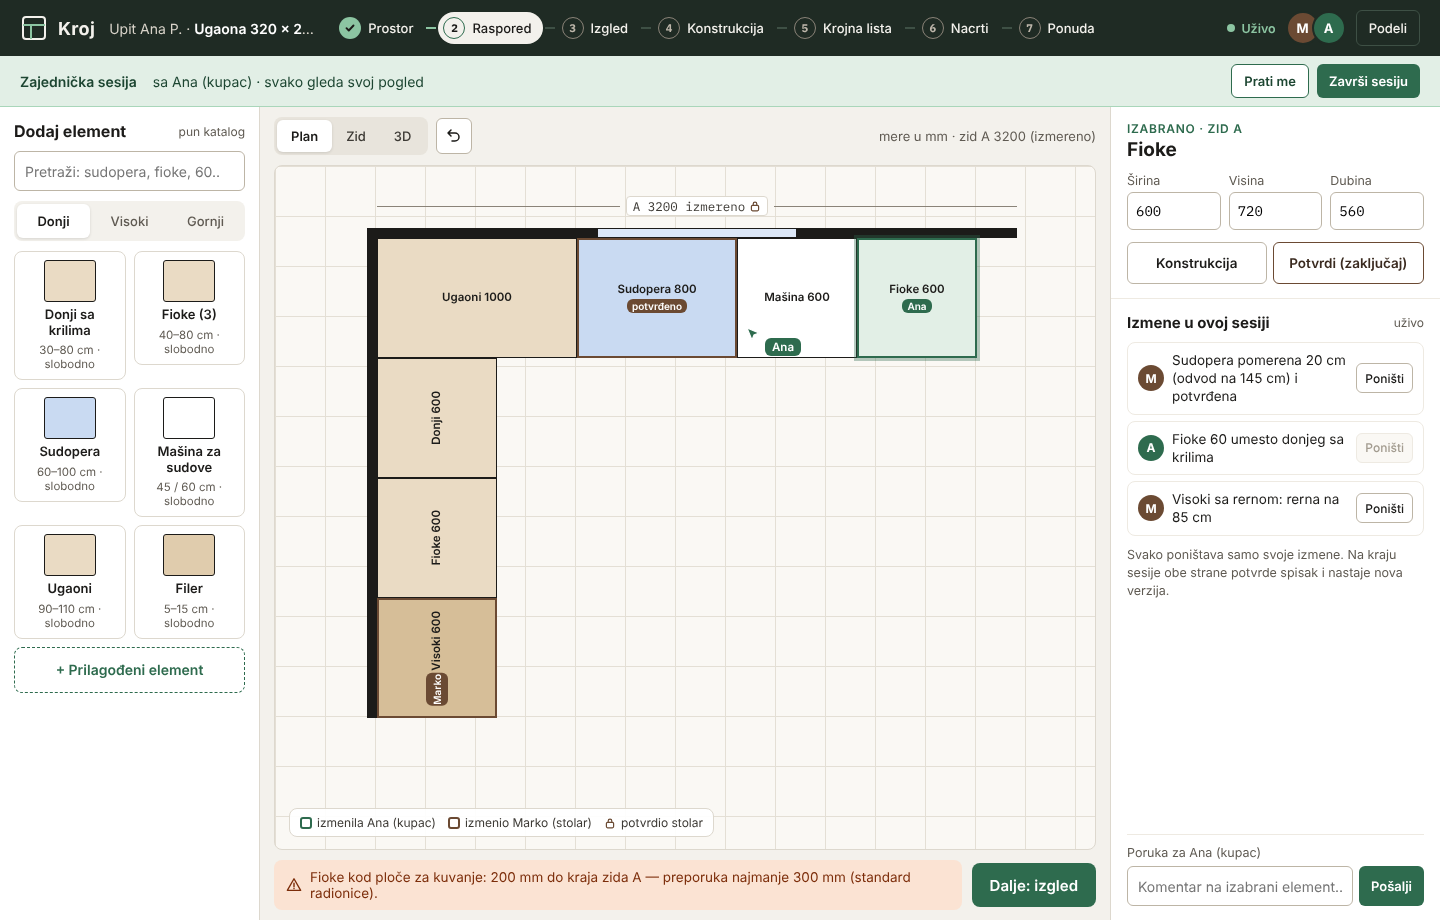 Kroj
Upit Ana P. · Ugaona 320 × 2...
Prostor
2 Raspored
3 Izgled
4 Konstrukcija
5 Krojna lista
6 Nacrti
7 Ponuda
Uživo
M
A
Podeli
Zajednička sesija
sa Ana (kupac) · svako gleda svoj pogled
Prati me
Završi sesiju
Dodaj element
pun katalog
Pretraži: sudopera, fioke, 60..
Donji
Visoki
Gornji
Donji sa
krilima
30–80 cm ·
slobodno
Fioke (3)
40–80 cm ·
slobodno
Sudopera
60–100 cm ·
slobodno
Mašina za
sudove
45 / 60 cm ·
slobodno
Ugaoni
90–110 cm ·
slobodno
Filer
5–15 cm ·
slobodno
+ Prilagođeni element
Plan
Zid
3D
mere u mm · zid A 3200 (izmereno)
A 3200 izmereno
Ugaoni 1000
Sudopera 800
potvrđeno
Mašina 600
Ana
Fioke 600
Ana
Donji 600
Fioke 600
Visoki 600
Marko
izmenila Ana (kupac)
izmenio Marko (stolar)
potvrdio stolar
Fioke kod ploče za kuvanje: 200 mm do kraja zida A — preporuka najmanje 300 mm (standard
radionice).
Dalje: izgled
IZABRANO · ZID A
Fioke
Širina
Visina
Dubina
600
720
560
Konstrukcija
Potvrdi (zaključaj)
Izmene u ovoj sesiji
uživo
M
Sudopera pomerena 20 cm
(odvod na 145 cm) i
potvrđena
Poništi
A
Fioke 60 umesto donjeg sa
krilima
Poništi
M
Visoki sa rernom: rerna na
85 cm
Poništi
Svako poništava samo svoje izmene. Na kraju
sesije obe strane potvrde spisak i nastaje nova
verzija.
Poruka za Ana (kupac)
Komentar na izabrani element..
Pošalji